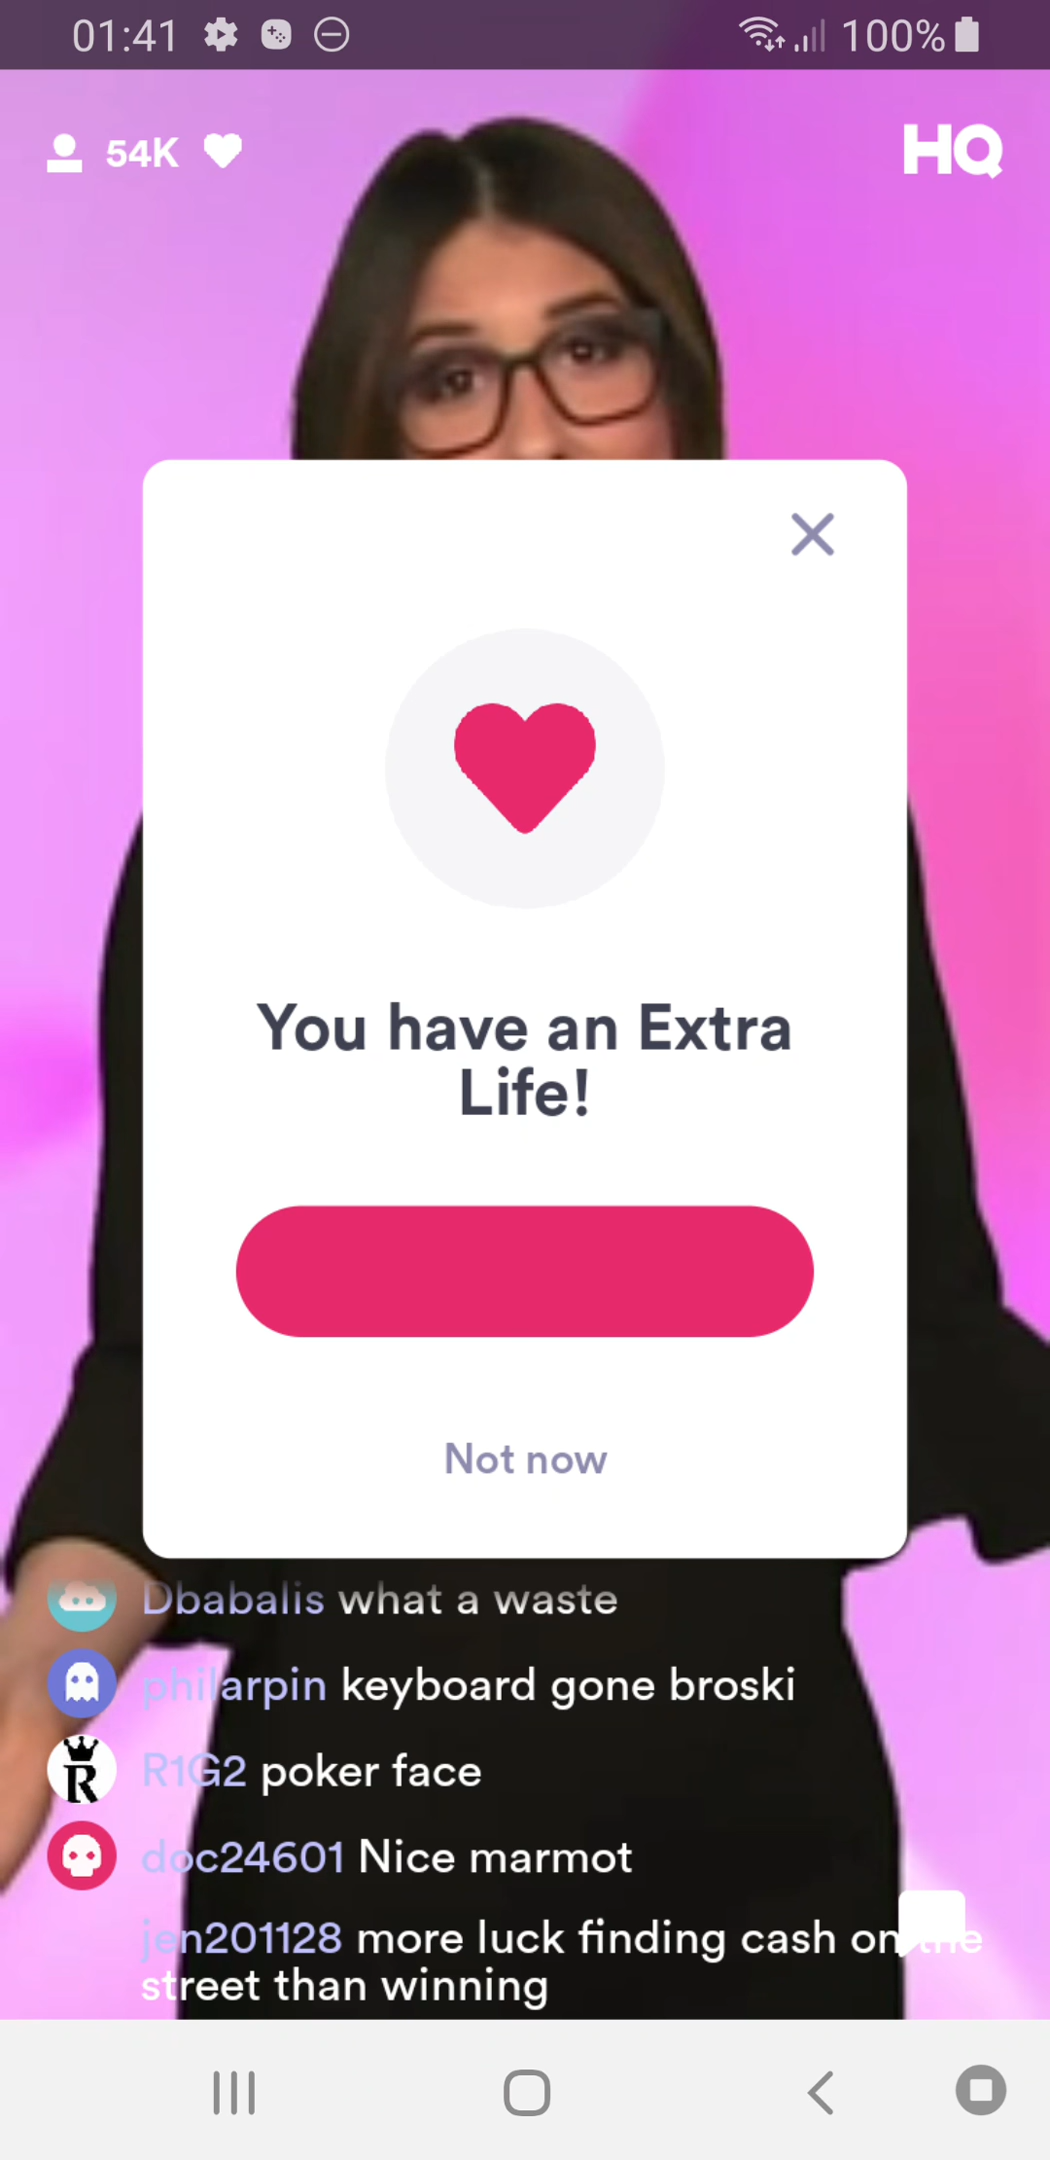 01:41 100%
54K HQ
You have an Extra
Life!
Not now
Dbabalis what a waste
philarpin keyboard gone broski
R1G2 poker face
doc24601 Nice marmot
jen201128 more luck finding cash on the
street than winning